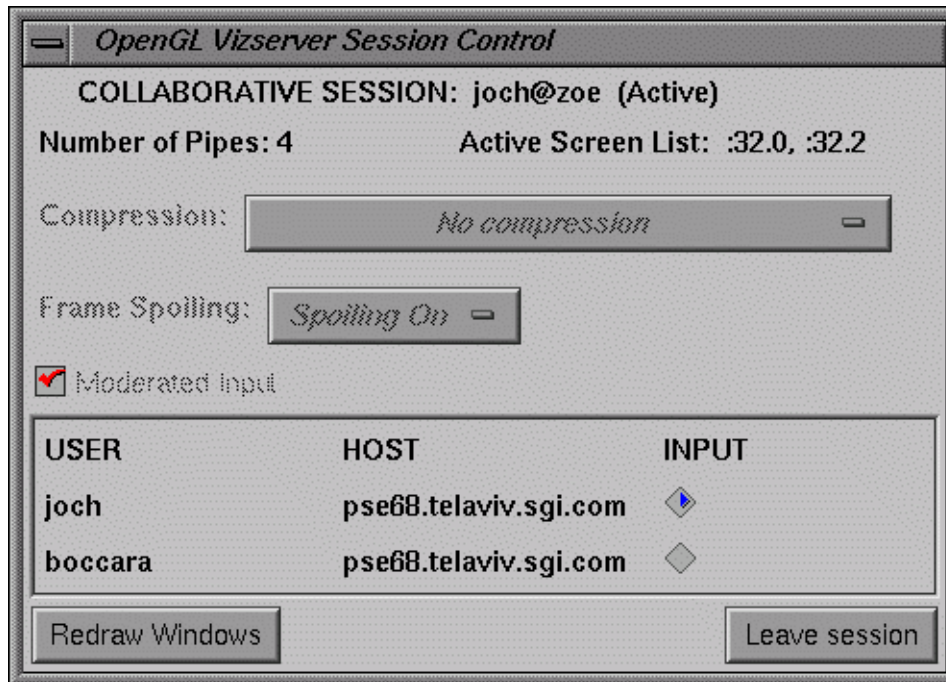 OpenGL Vizserver Session Control
COLLABORATIVE SESSION: joch@zoe (Active)
Number of Pipes: 4 Active Screen List: :32.0, :32.2
Compression: No compression
Frame Spoiling: Spoiling On
Moderated Input
USER HOST INPUT
joch pse68.telaviv.sgi.com
boccara pse68.telaviv.sgi.com
Redraw Windows Leave session